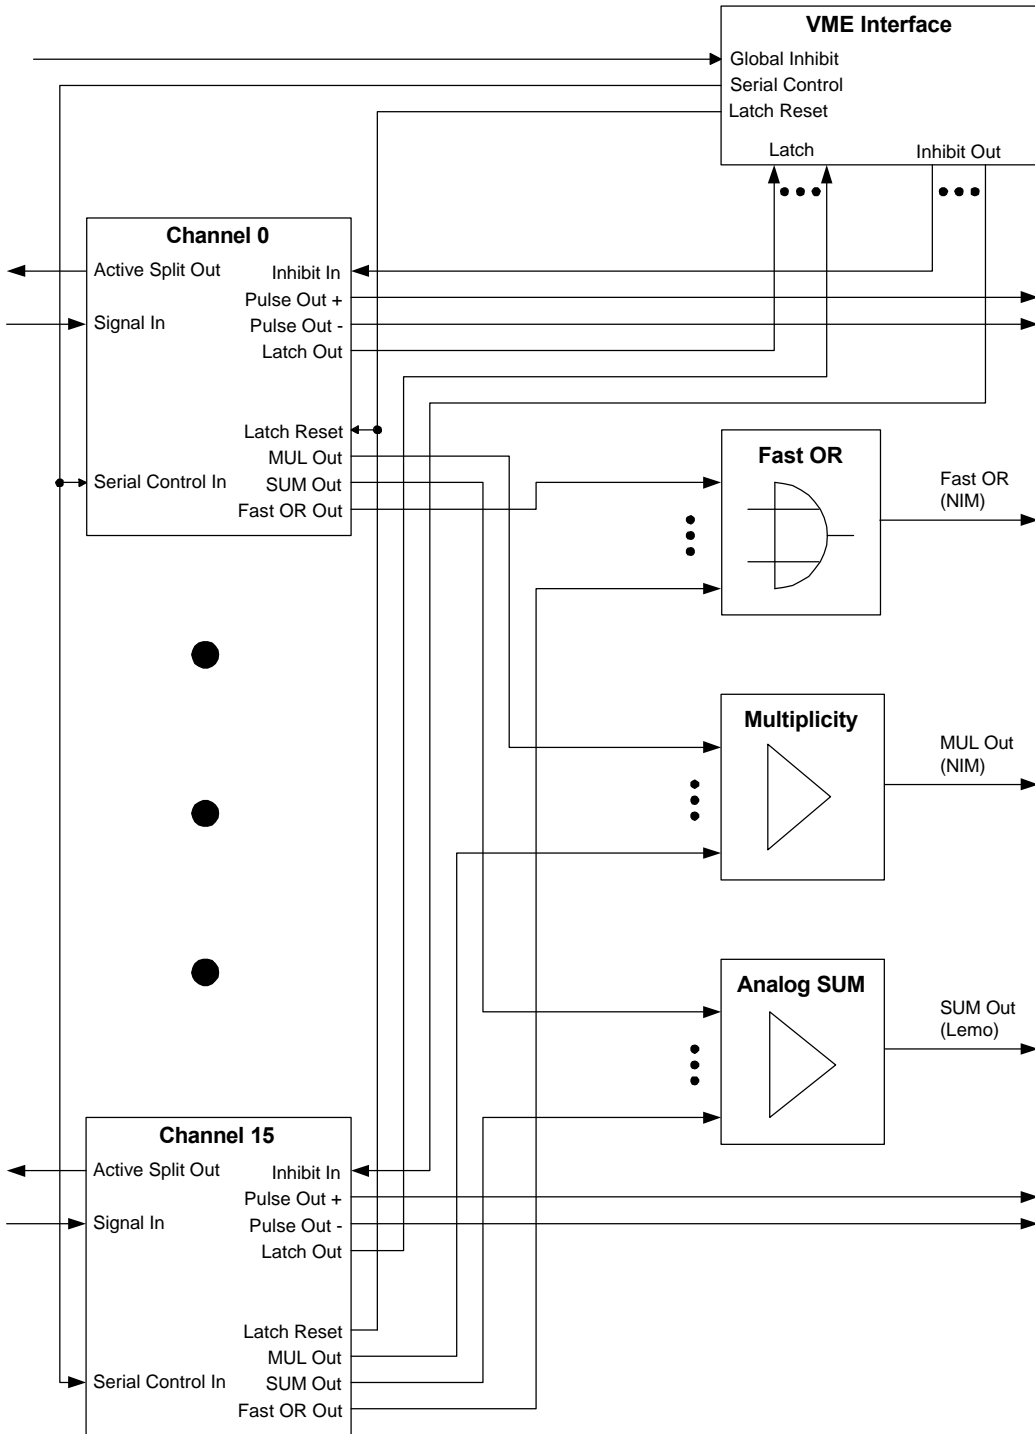 VME Interface
Global Inhibit
Serial Control
Latch Reset
Latch
Inhibit Out
Channel 0
Active Split Out
Inhibit In
Pulse Out +
Signal In
Pulse Out -
Latch Out
Latch Reset
MUL Out
Serial Control In
SUM Out
Fast OR Out
Fast OR
Fast OR
(NIM)
Multiplicity
MUL Out
(NIM)
Analog SUM
SUM Out
(Lemo)
Channel 15
Active Split Out
Inhibit In
Pulse Out +
Signal In
Pulse Out -
Latch Out
Latch Reset
MUL Out
Serial Control In
SUM Out
Fast OR Out